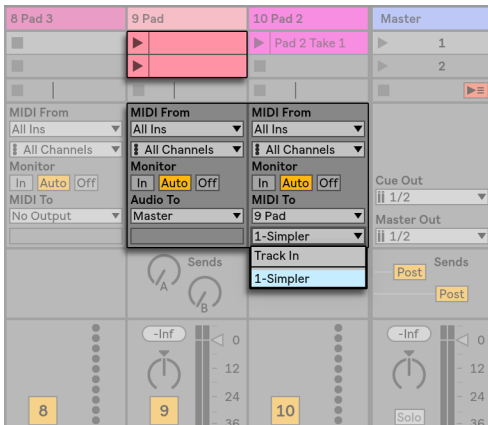 8 Pad 3 9 Pad 10 Pad 2 Master
Pad 2 Take 1 1
2
MIDI From MIDI From MIDI From
All Ins All Ins All Ins
All Channels All Channels All Channels
Monitor Monitor Monitor
In Auto Off In Auto Off In Auto Off Cue Out
MIDI To Audio To MIDI To 1/2
No Output Master 9 Pad Master Out
1-Simpler 1/2
Track In
Sends Sends
1-Simpler Post
A B Post
-Inf -Inf
0 0
12 12
24 24
8 9 10 Solo
36 36